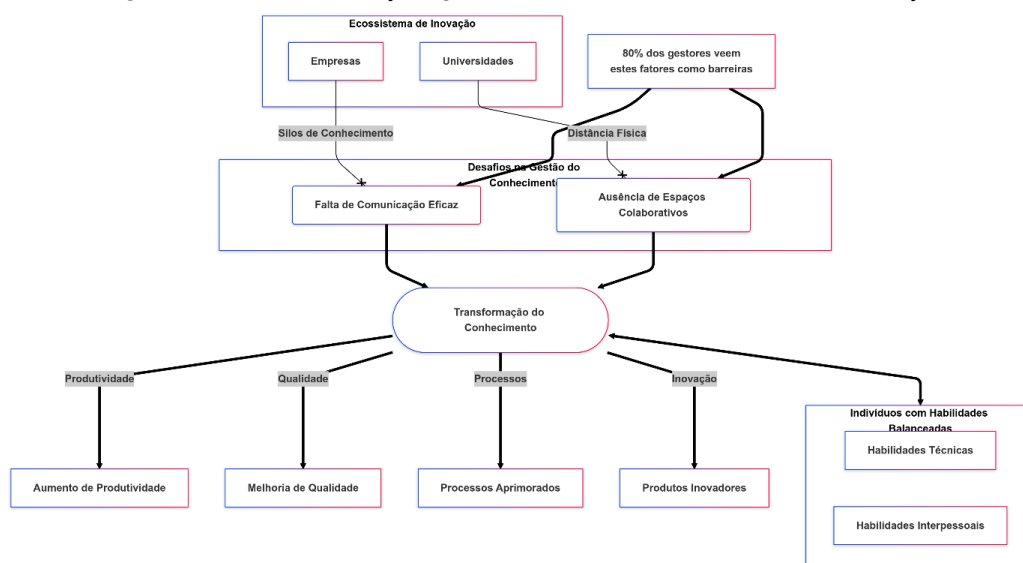 Ecossistema de Inovação
Empresas
Universidades
80% dos gestores veem
estes fatores como barreiras
Silos de Conhecimento
Distância Física
Desafios na Gestão do
Conhecimento
Falta de Comunicação Eficaz
Ausência de Espaços
Colaborativos
Transformação do
Conhecimento
Produtividade
Qualidade
Processos
Inovação
Indivíduos com Habilidades
Balanceadas
Habilidades Técnicas
Aumento de Produtividade
Melhoria de Qualidade
Processos Aprimorados
Produtos Inovadores
Habilidades Interpessoais